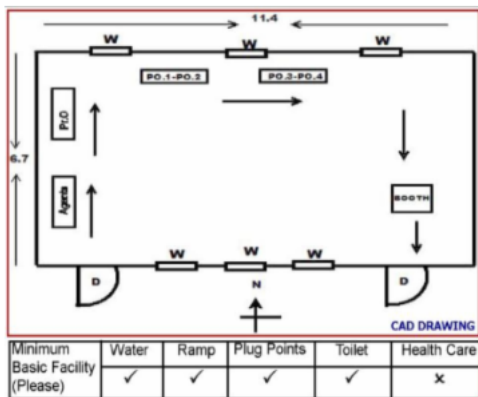 11.4
W W W
PO.1-PO.2 PO.3-PO.4
Pr.O
6.7
Agents
BOOTH
W W W
D N D
CAD DRAWING
Minimum Basic Facility (Please) Water Ramp Plug Points Toilet Health Care
✓ ✓ ✓ ✓ x